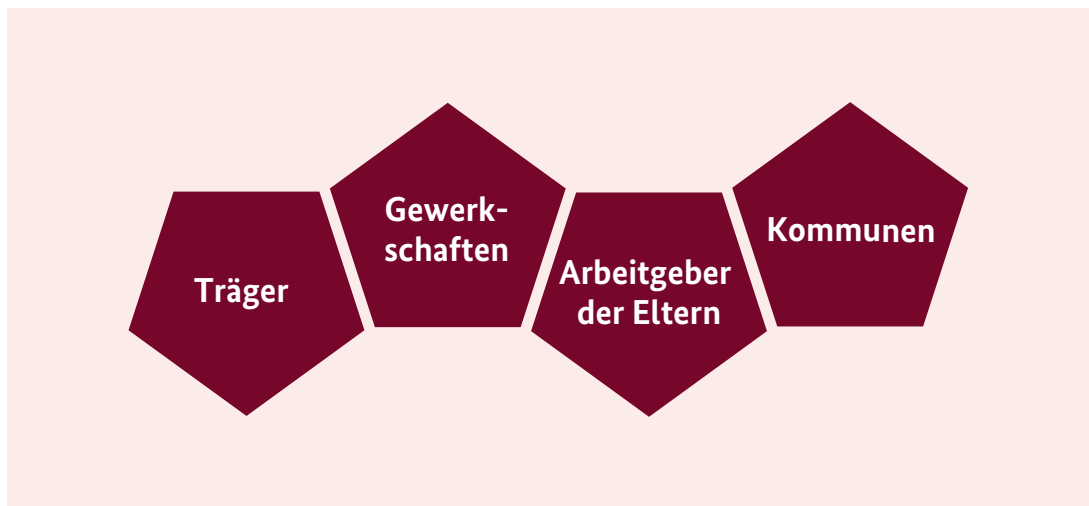 Träger
Gewerk-
schaften
Arbeitgeber
der Eltern
Kommunen